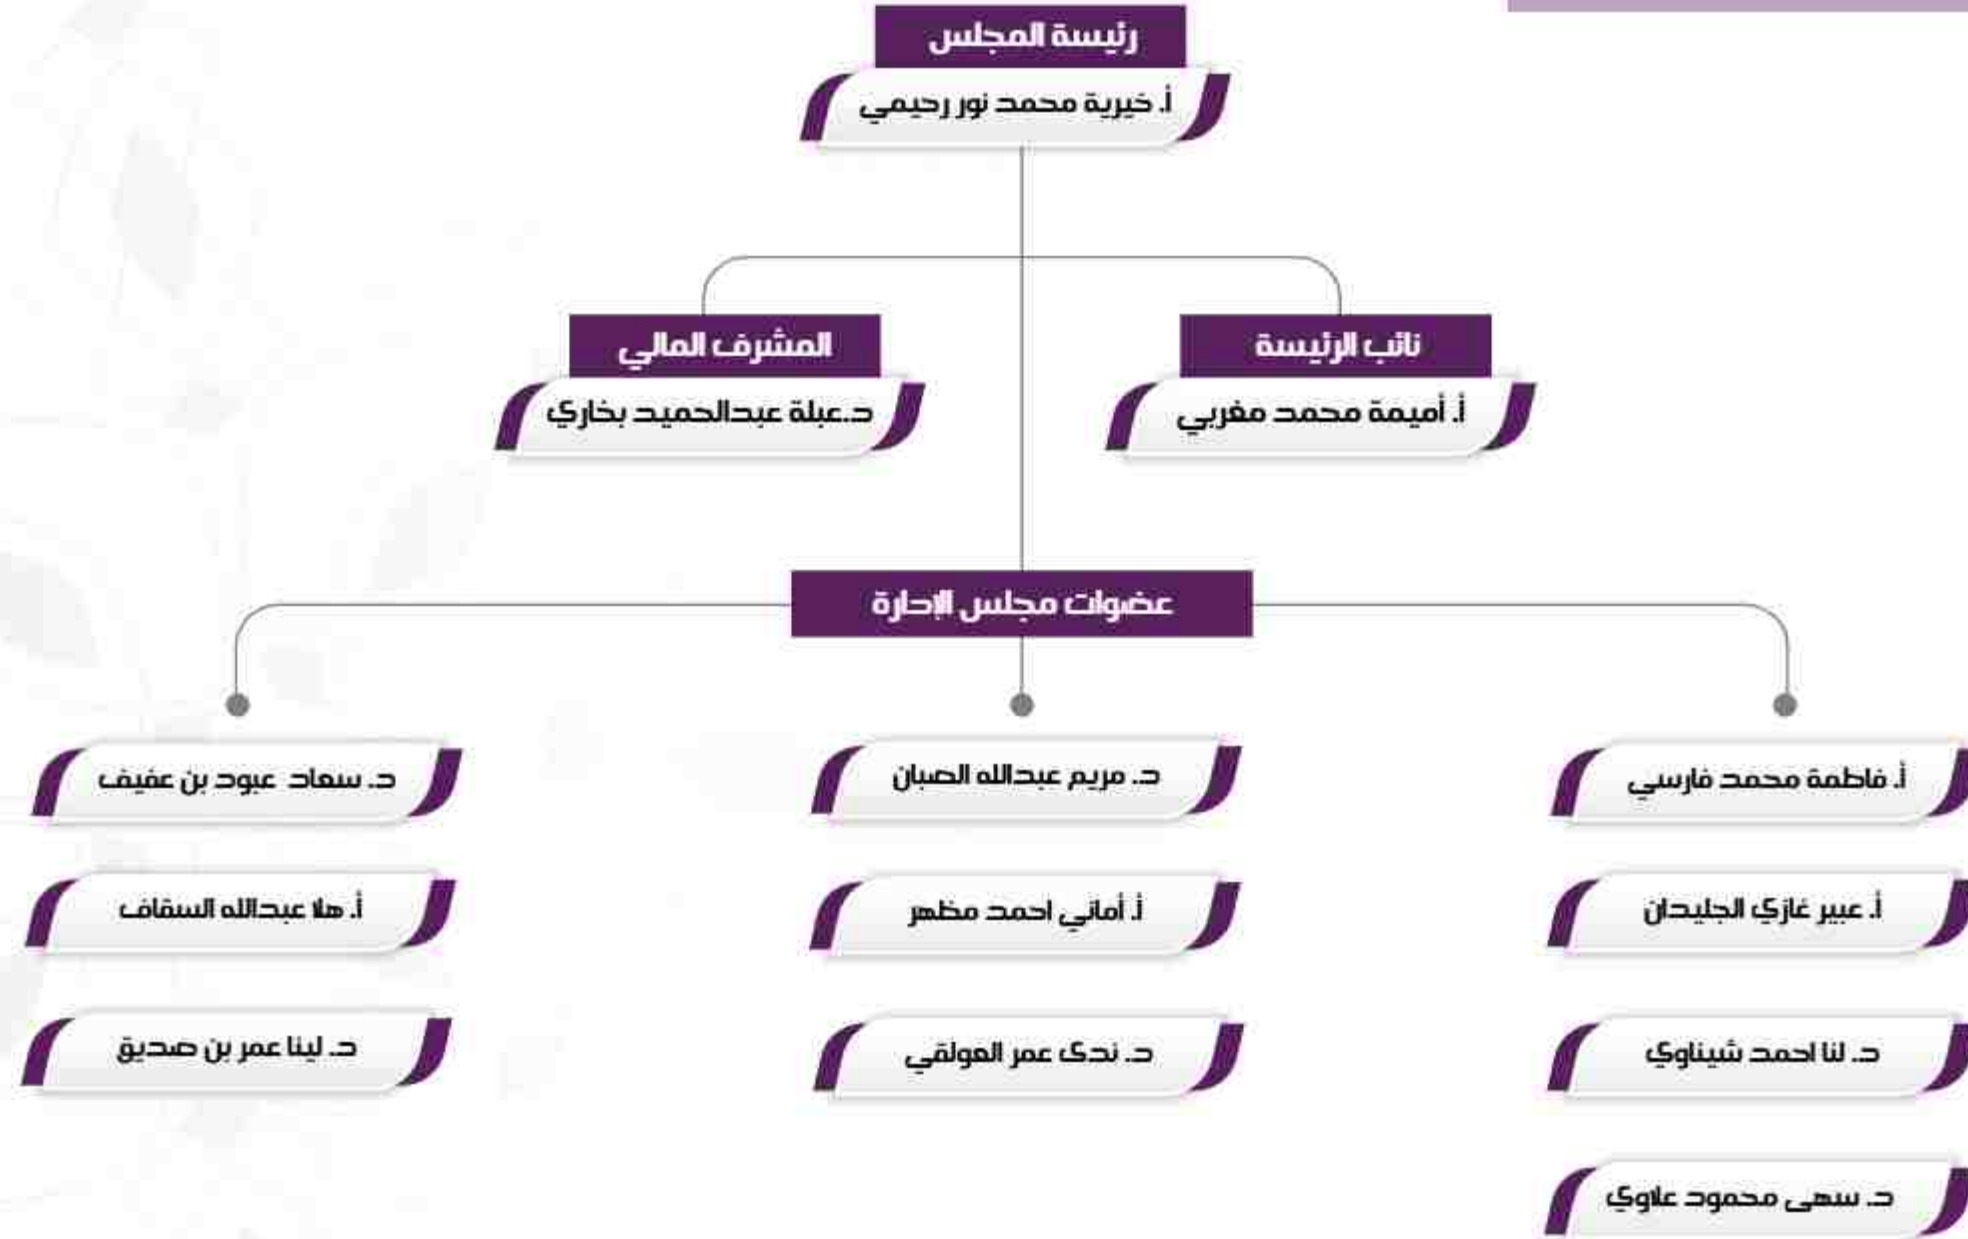 رئيسة المجلس
أ. خيرية محمد نور رحيمي
نائب الرئيسة
أ. أميمة محمد مغربي
المشرف المالي
د.عبلة عبدالحميد بخاري
عضوات مجلس الإدارة
أ. فاطمة محمد فارسي
أ. عبير غازي الجليدان
د. لنا احمد شيناوي
د. سهى محمود علاوي
د. مريم عبدالله الصبان
أ. أماني احمد مظهر
د. ندى عمر العولقي
د. سعاد عبود بن عفيف
أ. هلا عبدالله السقاف
د. لينا عمر بن صديق